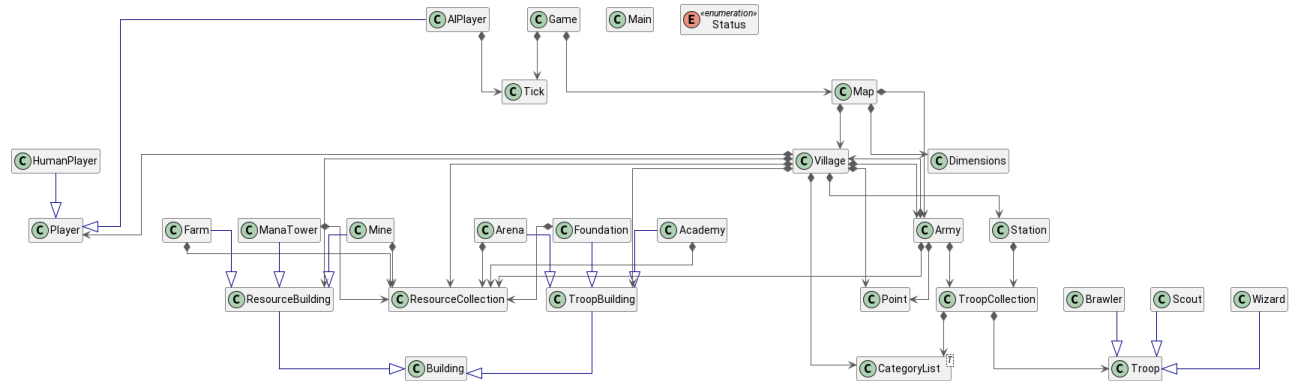 C AIPlayer
C Game
C Main
E «enumeration»
Status
C Tick
C Map
C HumanPlayer
C Village
C Dimensions
C Player
C Farm
C ManaTower
C Mine
C Arena
C Foundation
C Academy
C Army
C Station
C ResourceBuilding
C ResourceCollection
C TroopBuilding
C Point
C TroopCollection
C Brawler
C Scout
C Wizard
C Building
C CategoryList
T
C Troop